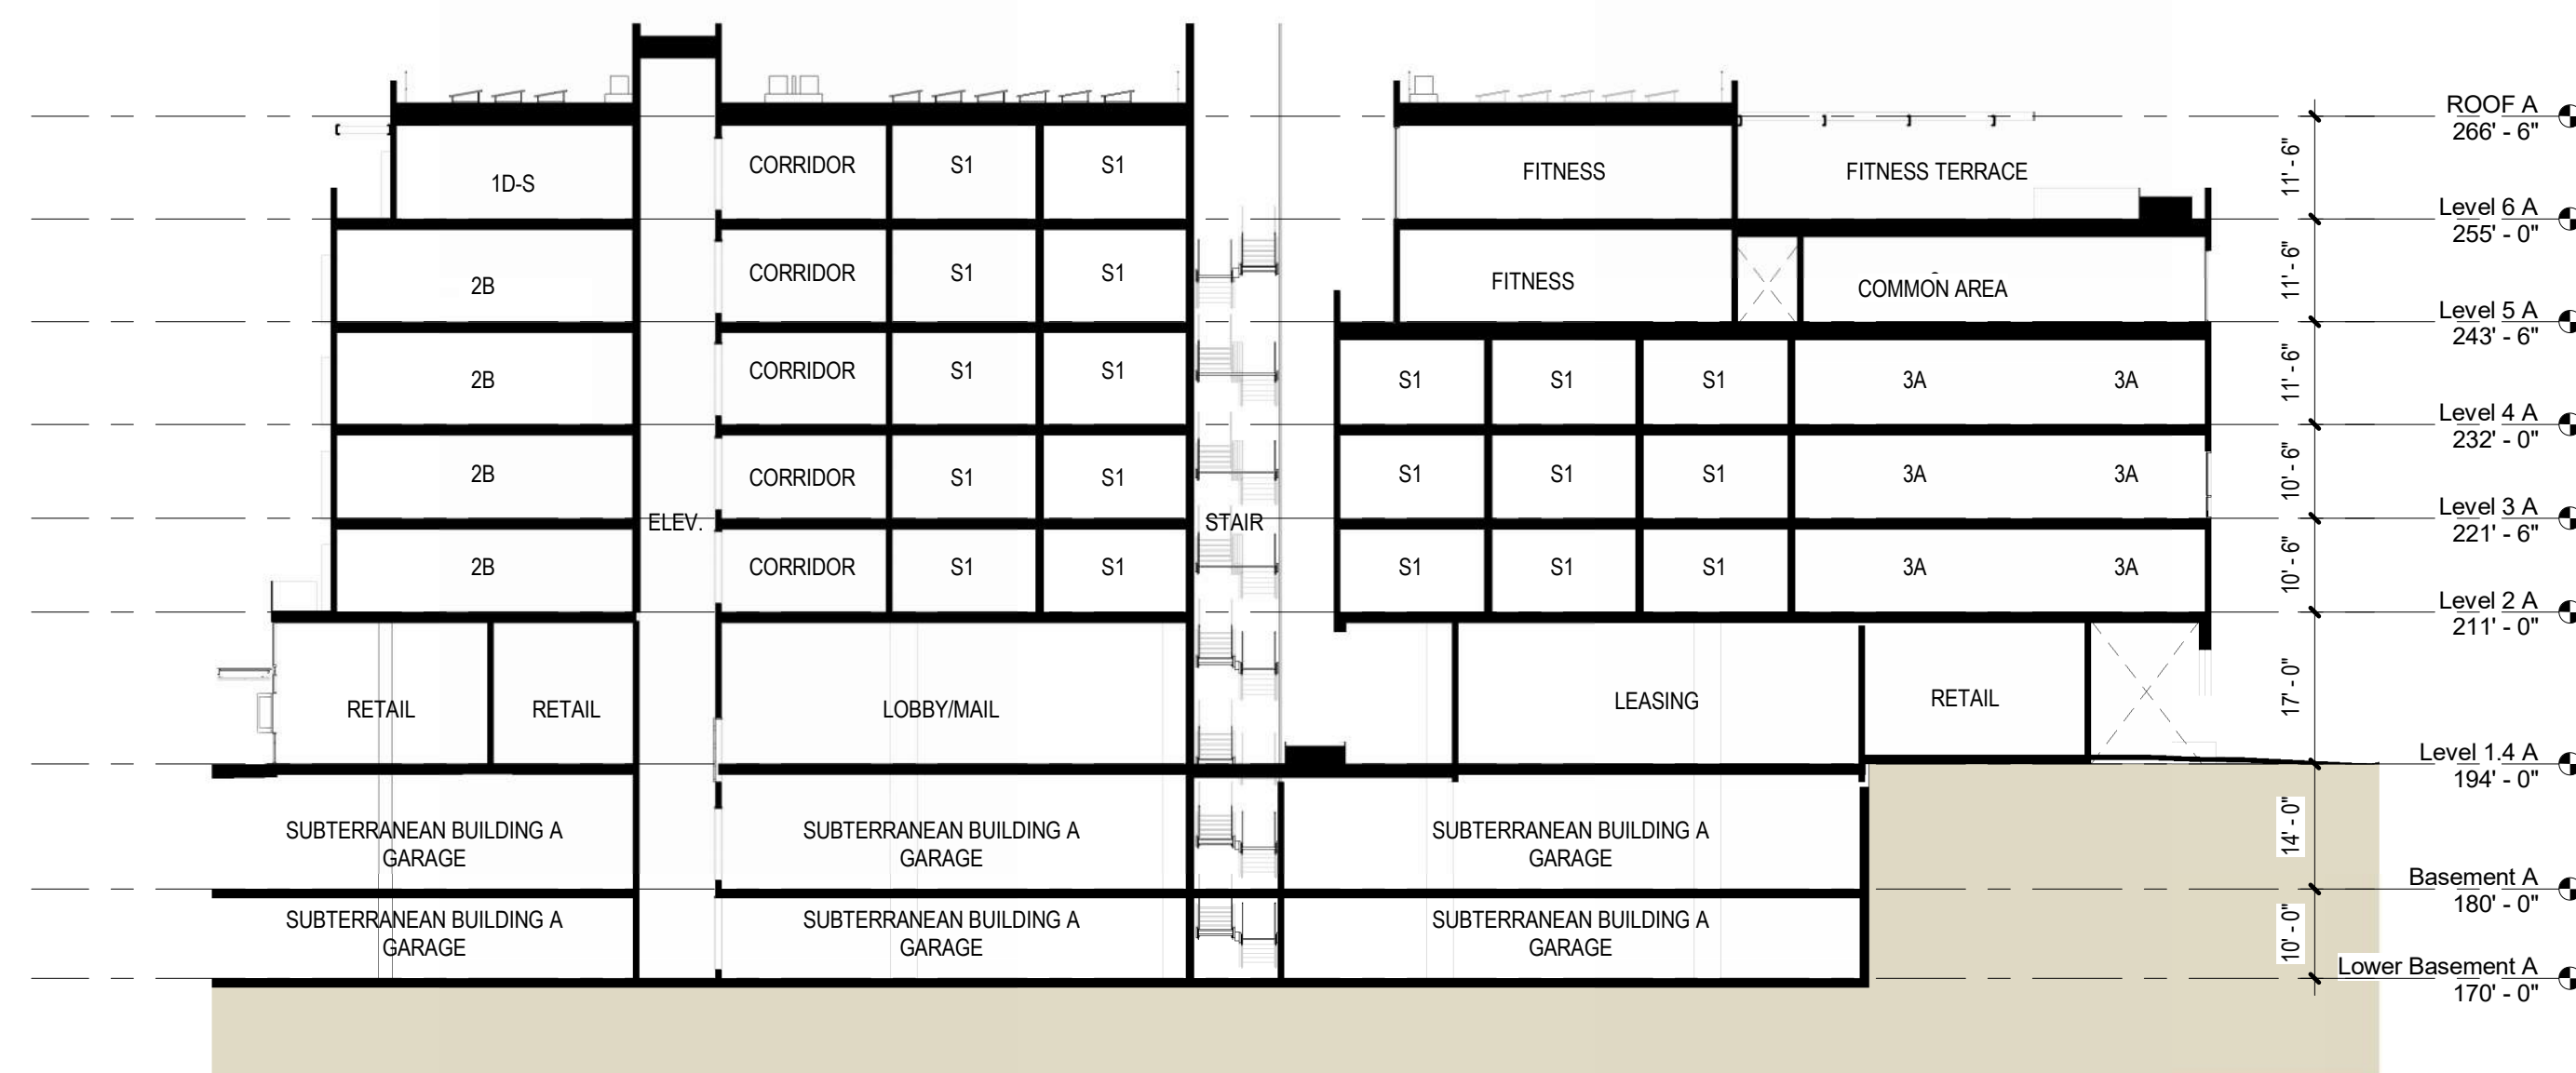 ROOF A
266' - 6"
11' - 6"
1D-S
CORRIDOR
S1
S1
FITNESS
FITNESS TERRACE
Level 6 A
255' - 0"
11' - 6"
2B
CORRIDOR
S1
S1
FITNESS
COMMON AREA
Level 5 A
243' - 6"
11' - 6"
2B
CORRIDOR
S1
S1
S1
S1
S1
3A
3A
Level 4 A
232' - 0"
10' - 6"
2B
CORRIDOR
S1
S1
S1
S1
S1
3A
3A
Level 3 A
221' - 6"
ELEV.
STAIR
10' - 6"
2B
CORRIDOR
S1
S1
S1
S1
S1
3A
3A
Level 2 A
211' - 0"
17' - 0"
RETAIL
RETAIL
LOBBY/MAIL
LEASING
RETAIL
Level 1.4 A
194' - 0"
14' - 0"
SUBTERRANEAN BUILDING A
GARAGE
SUBTERRANEAN BUILDING A
GARAGE
SUBTERRANEAN BUILDING A
GARAGE
Basement A
180' - 0"
10' - 0"
SUBTERRANEAN BUILDING A
GARAGE
SUBTERRANEAN BUILDING A
GARAGE
SUBTERRANEAN BUILDING A
GARAGE
Lower Basement A
170' - 0"